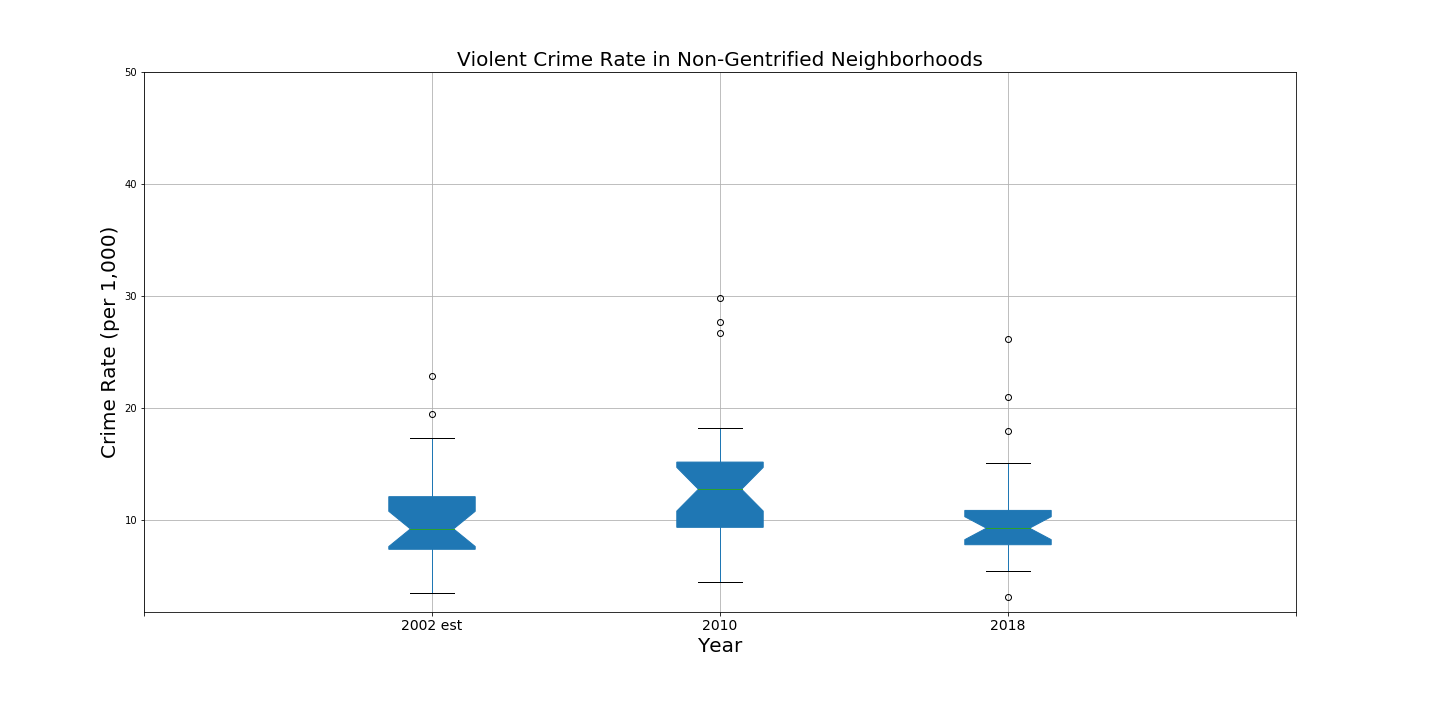 Violent Crime Rate in Non-Gentrified Neighborhoods
Crime Rate (per 1,000)
50
40
30
20
10
2002 est
2010
2018
Year